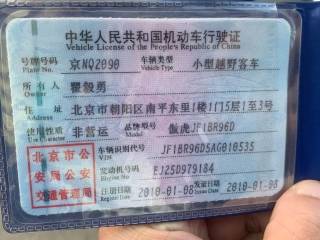 中华人民共和国机动车行驶证
Vehicle License of the People's Republic of China
号牌号码 Plate No. 京NQ2090 车辆类型 Vehicle Type 小型越野客车
所有人 Owner 翟毅勇
住址 Address 北京市朝阳区南平东里1楼11门5层1至3号
使用性质 Use Character 非营运 品牌型号 Model 傲虎JF1BR96D
北京市公安局公安交通管理局
车辆识别代号 VIN JF1BR96D5AG010535
发动机号码 Engine No. EJ25D979184
注册日期 Register Date 2010-01-08 发证日期 Issue Date 2010-01-08